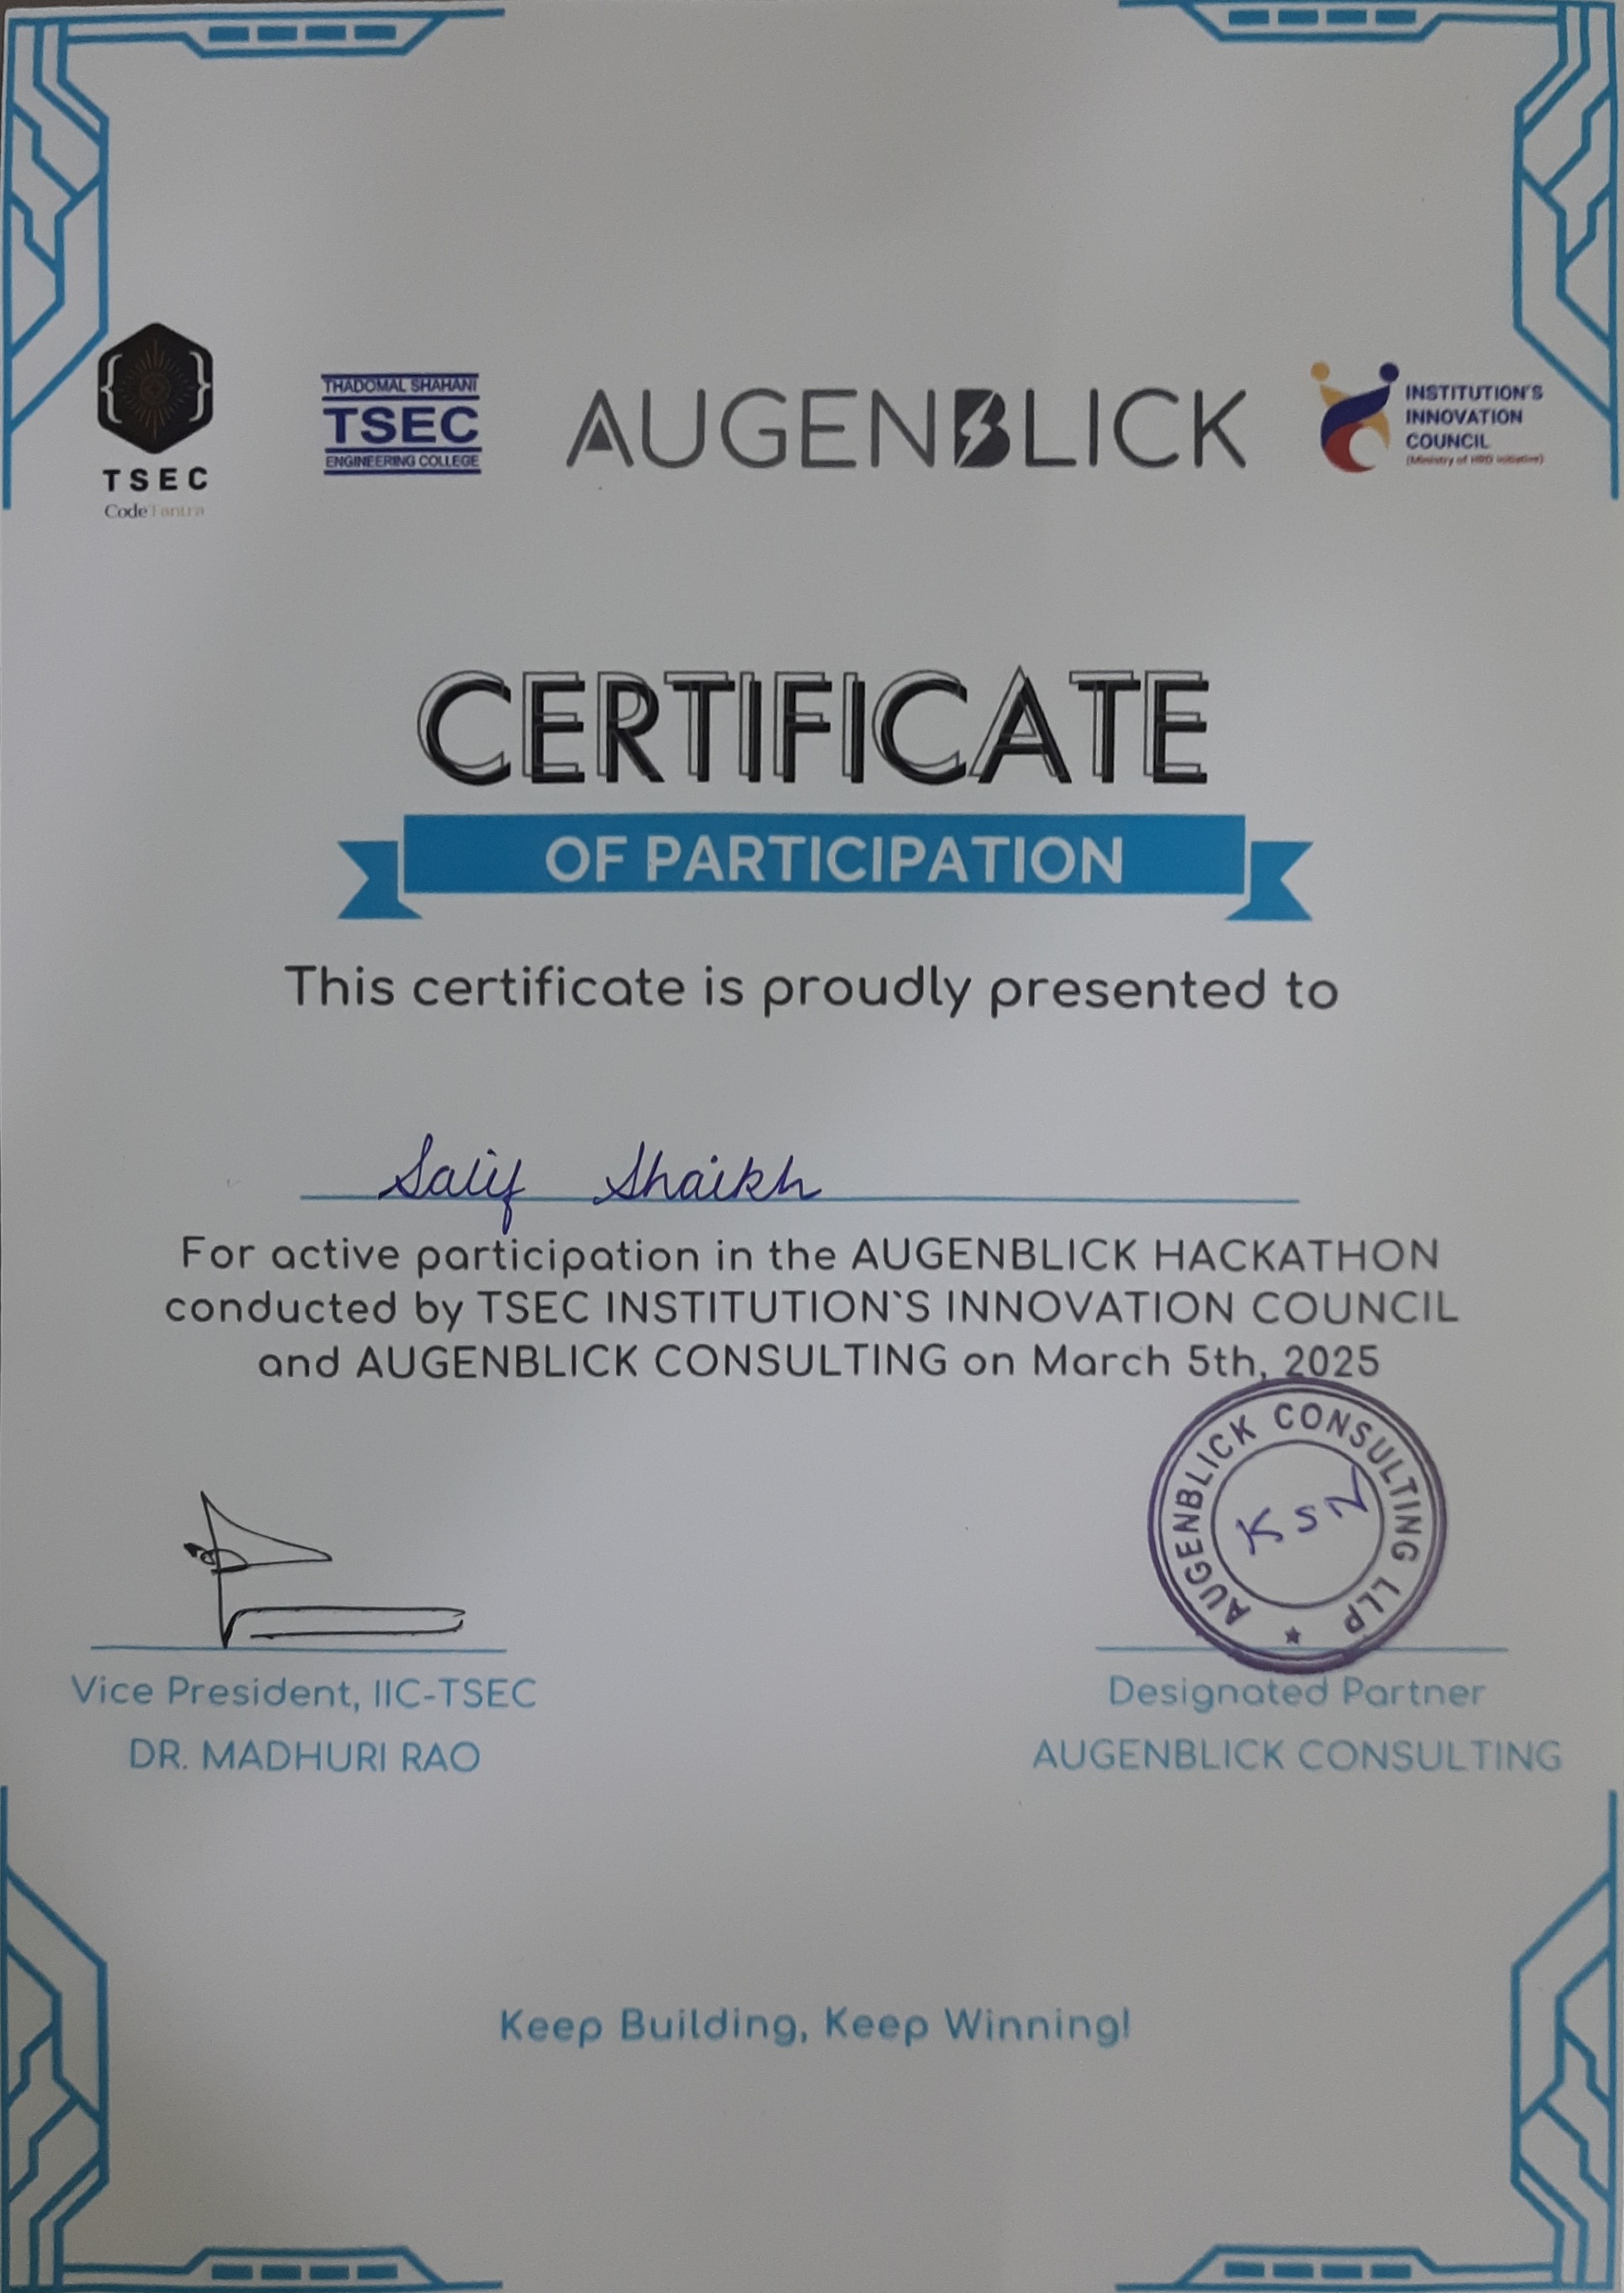 TSEC
CodeTantra
THADOMAL SHAHANI
TSEC
ENGINEERING COLLEGE
AUGENBLICK
INSTITUTION'S
INNOVATION
COUNCIL
(Ministry of HRD Initiative)
CERTIFICATE
OF PARTICIPATION
This certificate is proudly presented to
Salif Shaikh
For active participation in the AUGENBLICK HACKATHON
conducted by TSEC INSTITUTION`S INNOVATION COUNCIL
and AUGENBLICK CONSULTING on March 5th, 2025
AUGENBLICK CONSULTING LLP
KSN
Vice President, IIC-TSEC
DR. MADHURI RAO
Designated Partner
AUGENBLICK CONSULTING
Keep Building, Keep Winning!